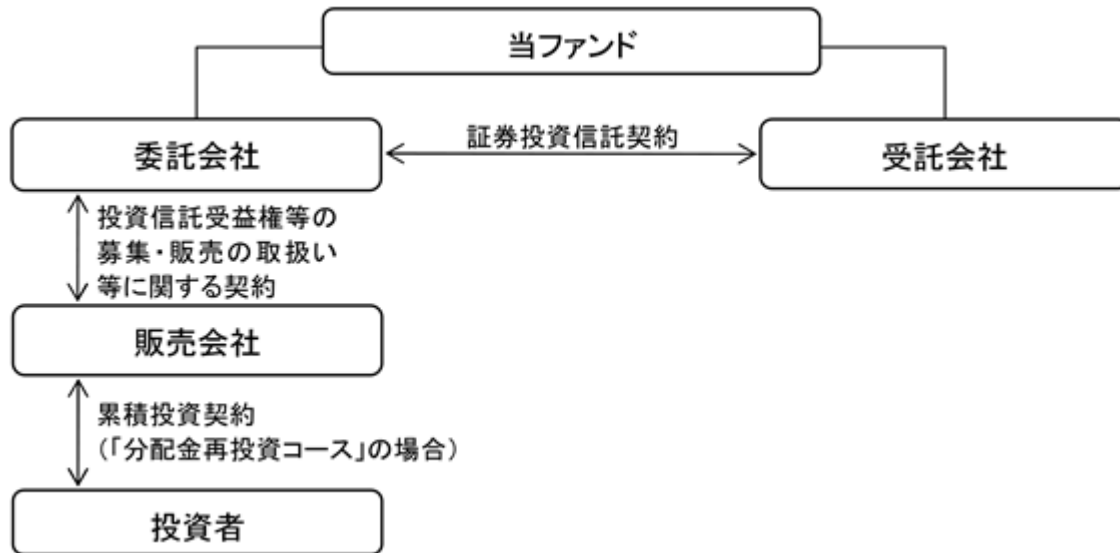 当ファンド
委託会社
証券投資信託契約
受託会社
投資信託受益権等の
募集・販売の取扱い
等に関する契約
販売会社
累積投資契約
(「分配金再投資コース」の場合)
投資者